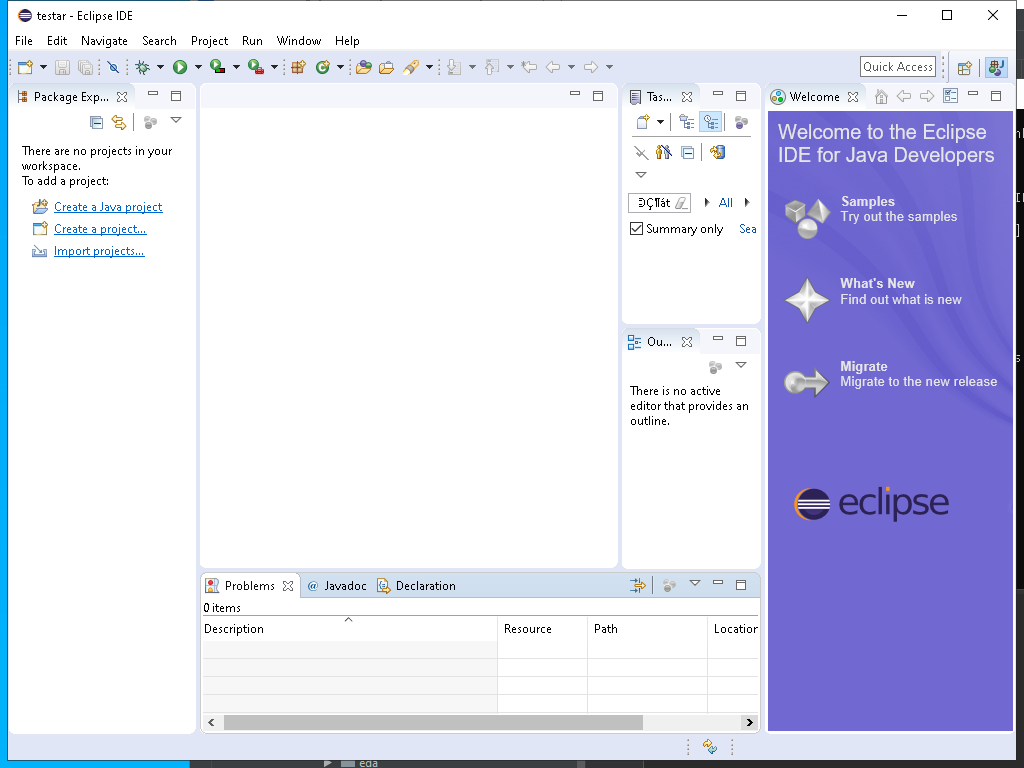 testar - Eclipse IDE
File Edit Navigate Search Project Run Window Help
Quick Access
Package Exp...
There are no projects in your
workspace.
To add a project:
Create a Java project
Create a project...
Import projects...
Tas...
All
Summary only Sea
Ou...
There is no active
editor that provides an
outline.
Welcome
Welcome to the Eclipse
IDE for Java Developers
Samples
Try out the samples
What's New
Find out what is new
Migrate
Migrate to the new release
eclipse
Problems @ Javadoc Declaration
0 items
Description Resource Path Location
eda